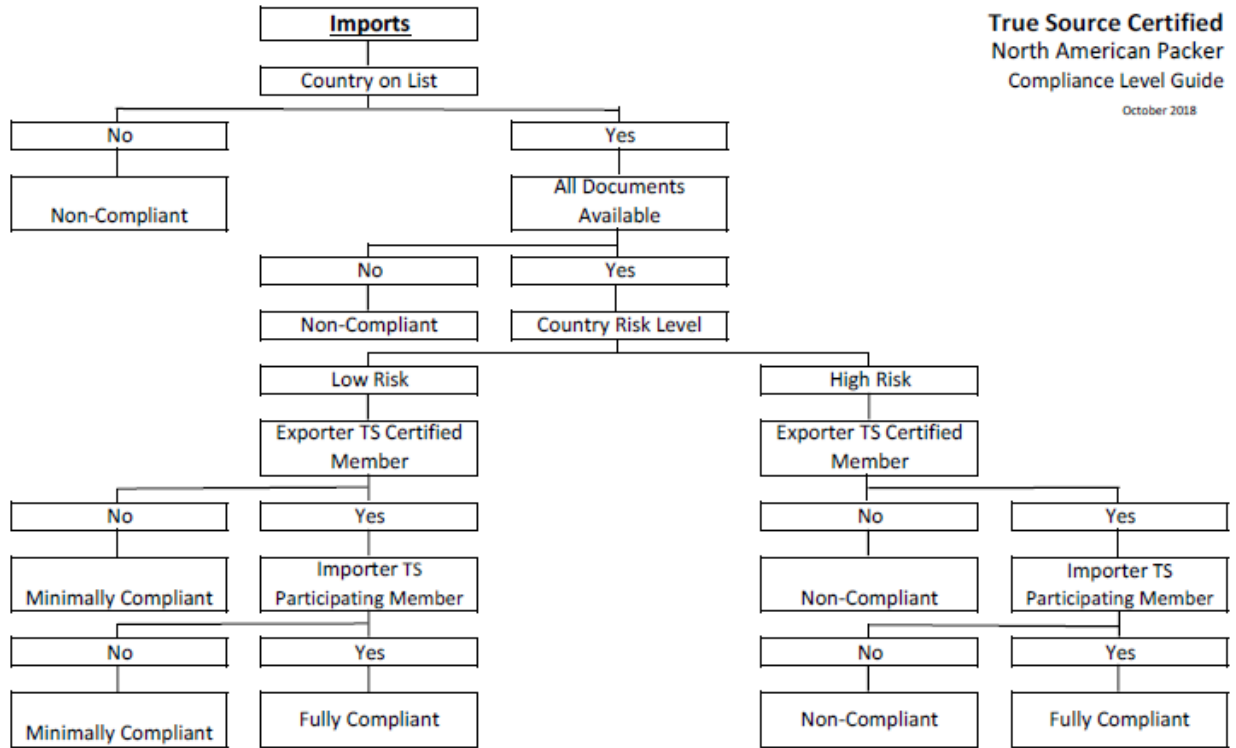 Imports
True Source Certified
North American Packer
Compliance Level Guide
October 2018
Country on List
No
Yes
Non-Compliant
All Documents
Available
No
Yes
Non-Compliant
Country Risk Level
Low Risk
High Risk
Exporter TS Certified
Member
Exporter TS Certified
Member
No
Yes
No
Yes
Minimally Compliant
Importer TS
Participating Member
Non-Compliant
Importer TS
Participating Member
No
Yes
No
Yes
Minimally Compliant
Fully Compliant
Non-Compliant
Fully Compliant